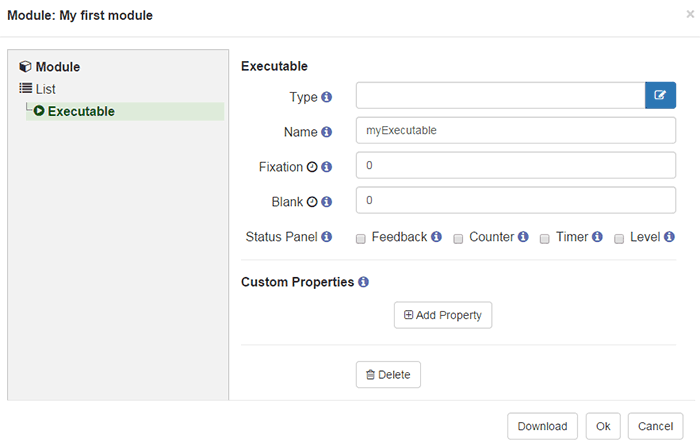 Module: My first module ×
Module
List
Executable
Executable
Type
Name myExecutable
Fixation 0
Blank 0
Status Panel Feedback Counter Timer Level
Custom Properties
Add Property
Delete
Download Ok Cancel